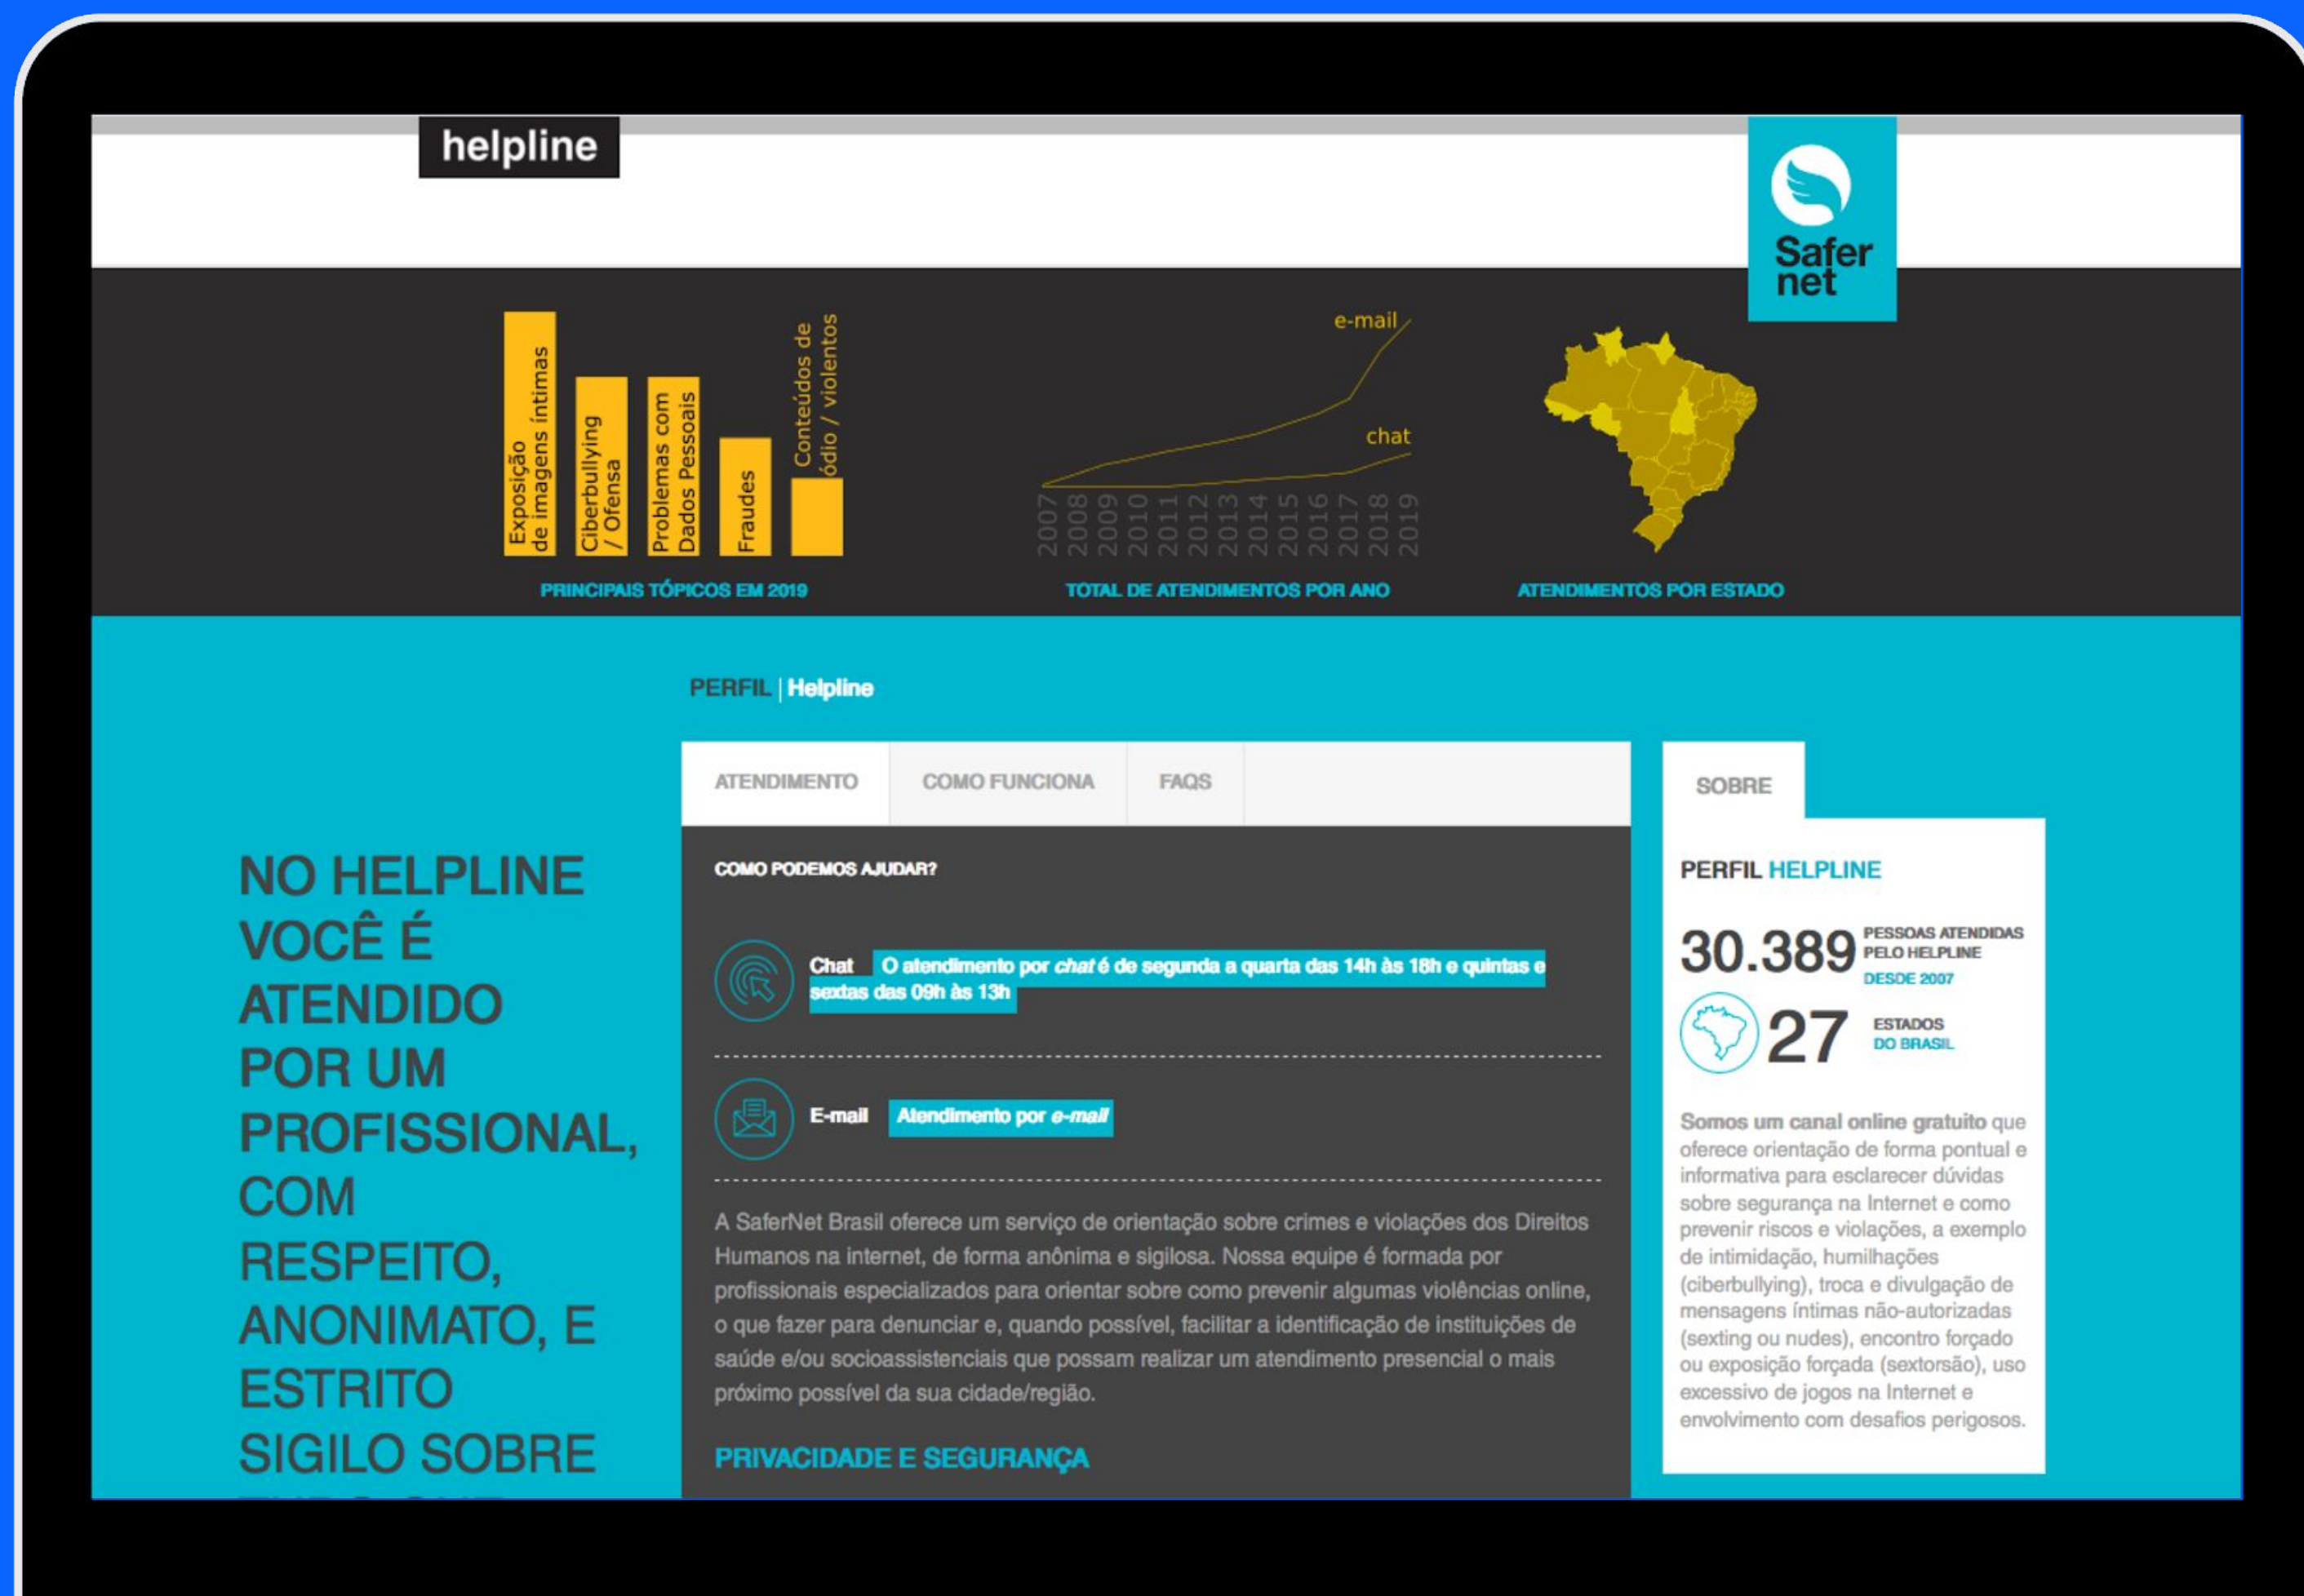 helpline
Safer
net
Exposição
de imagens íntimas
Ciberbullying
/ Ofensa
Problemas com
Dados Pessoais
Fraudes
Conteúdos de
ódio / violentos
PRINCIPAIS TÓPICOS EM 2019
e-mail
chat
2007
2008
2009
2010
2011
2012
2013
2014
2015
2016
2017
2018
2019
TOTAL DE ATENDIMENTOS POR ANO
ATENDIMENTOS POR ESTADO
PERFIL | Helpline
NO HELPLINE
VOCÊ É
ATENDIDO
POR UM
PROFISSIONAL,
COM
RESPEITO,
ANONIMATO, E
ESTRITO
SIGILO SOBRE
ATENDIMENTO
COMO FUNCIONA
FAQS
COMO PODEMOS AJUDAR?
Chat O atendimento por chat é de segunda a quarta das 14h às 18h e quintas e
sextas das 09h às 13h
E-mail Atendimento por e-mail
A SaferNet Brasil oferece um serviço de orientação sobre crimes e violações dos Direitos
Humanos na internet, de forma anônima e sigilosa. Nossa equipe é formada por
profissionais especializados para orientar sobre como prevenir algumas violências online,
o que fazer para denunciar e, quando possível, facilitar a identificação de instituições de
saúde e/ou socioassistenciais que possam realizar um atendimento presencial o mais
próximo possível da sua cidade/região.
PRIVACIDADE E SEGURANÇA
SOBRE
PERFIL HELPLINE
30.389
PESSOAS ATENDIDAS
PELO HELPLINE
DESDE 2007
27
ESTADOS
DO BRASIL
Somos um canal online gratuito que
oferece orientação de forma pontual e
informativa para esclarecer dúvidas
sobre segurança na Internet e como
prevenir riscos e violações, a exemplo
de intimidação, humilhações
(ciberbullying), troca e divulgação de
mensagens íntimas não-autorizadas
(sexting ou nudes), encontro forçado
ou exposição forçada (sextorsão), uso
excessivo de jogos na Internet e
envolvimento com desafios perigosos.